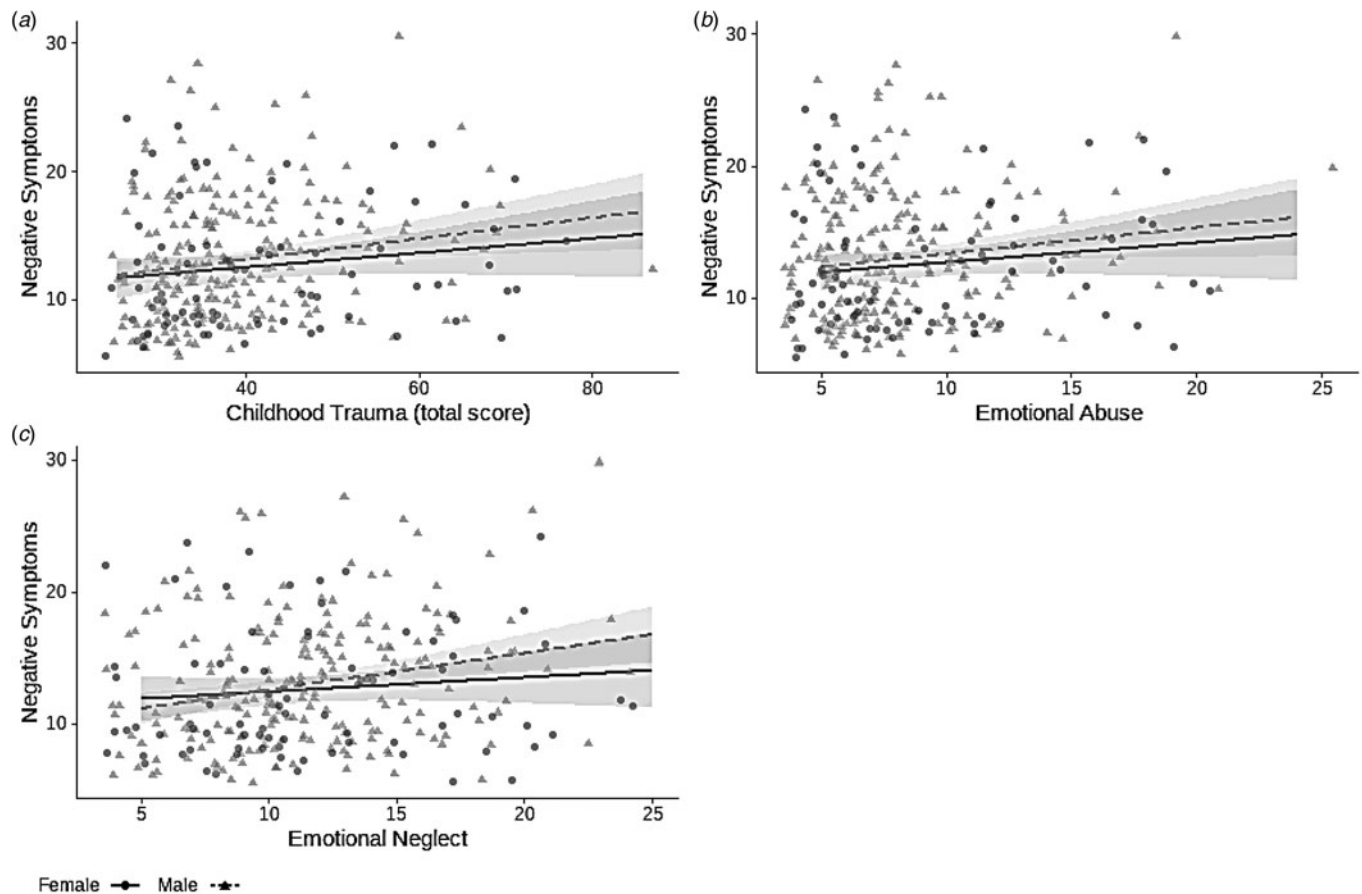 (a)
Negative Symptoms
30
20
10
40 60 80
Childhood Trauma (total score)
(b)
Negative Symptoms
30
20
10
5 10 15 20 25
Emotional Abuse
(c)
Negative Symptoms
30
20
10
5 10 15 20 25
Emotional Neglect
Female Male